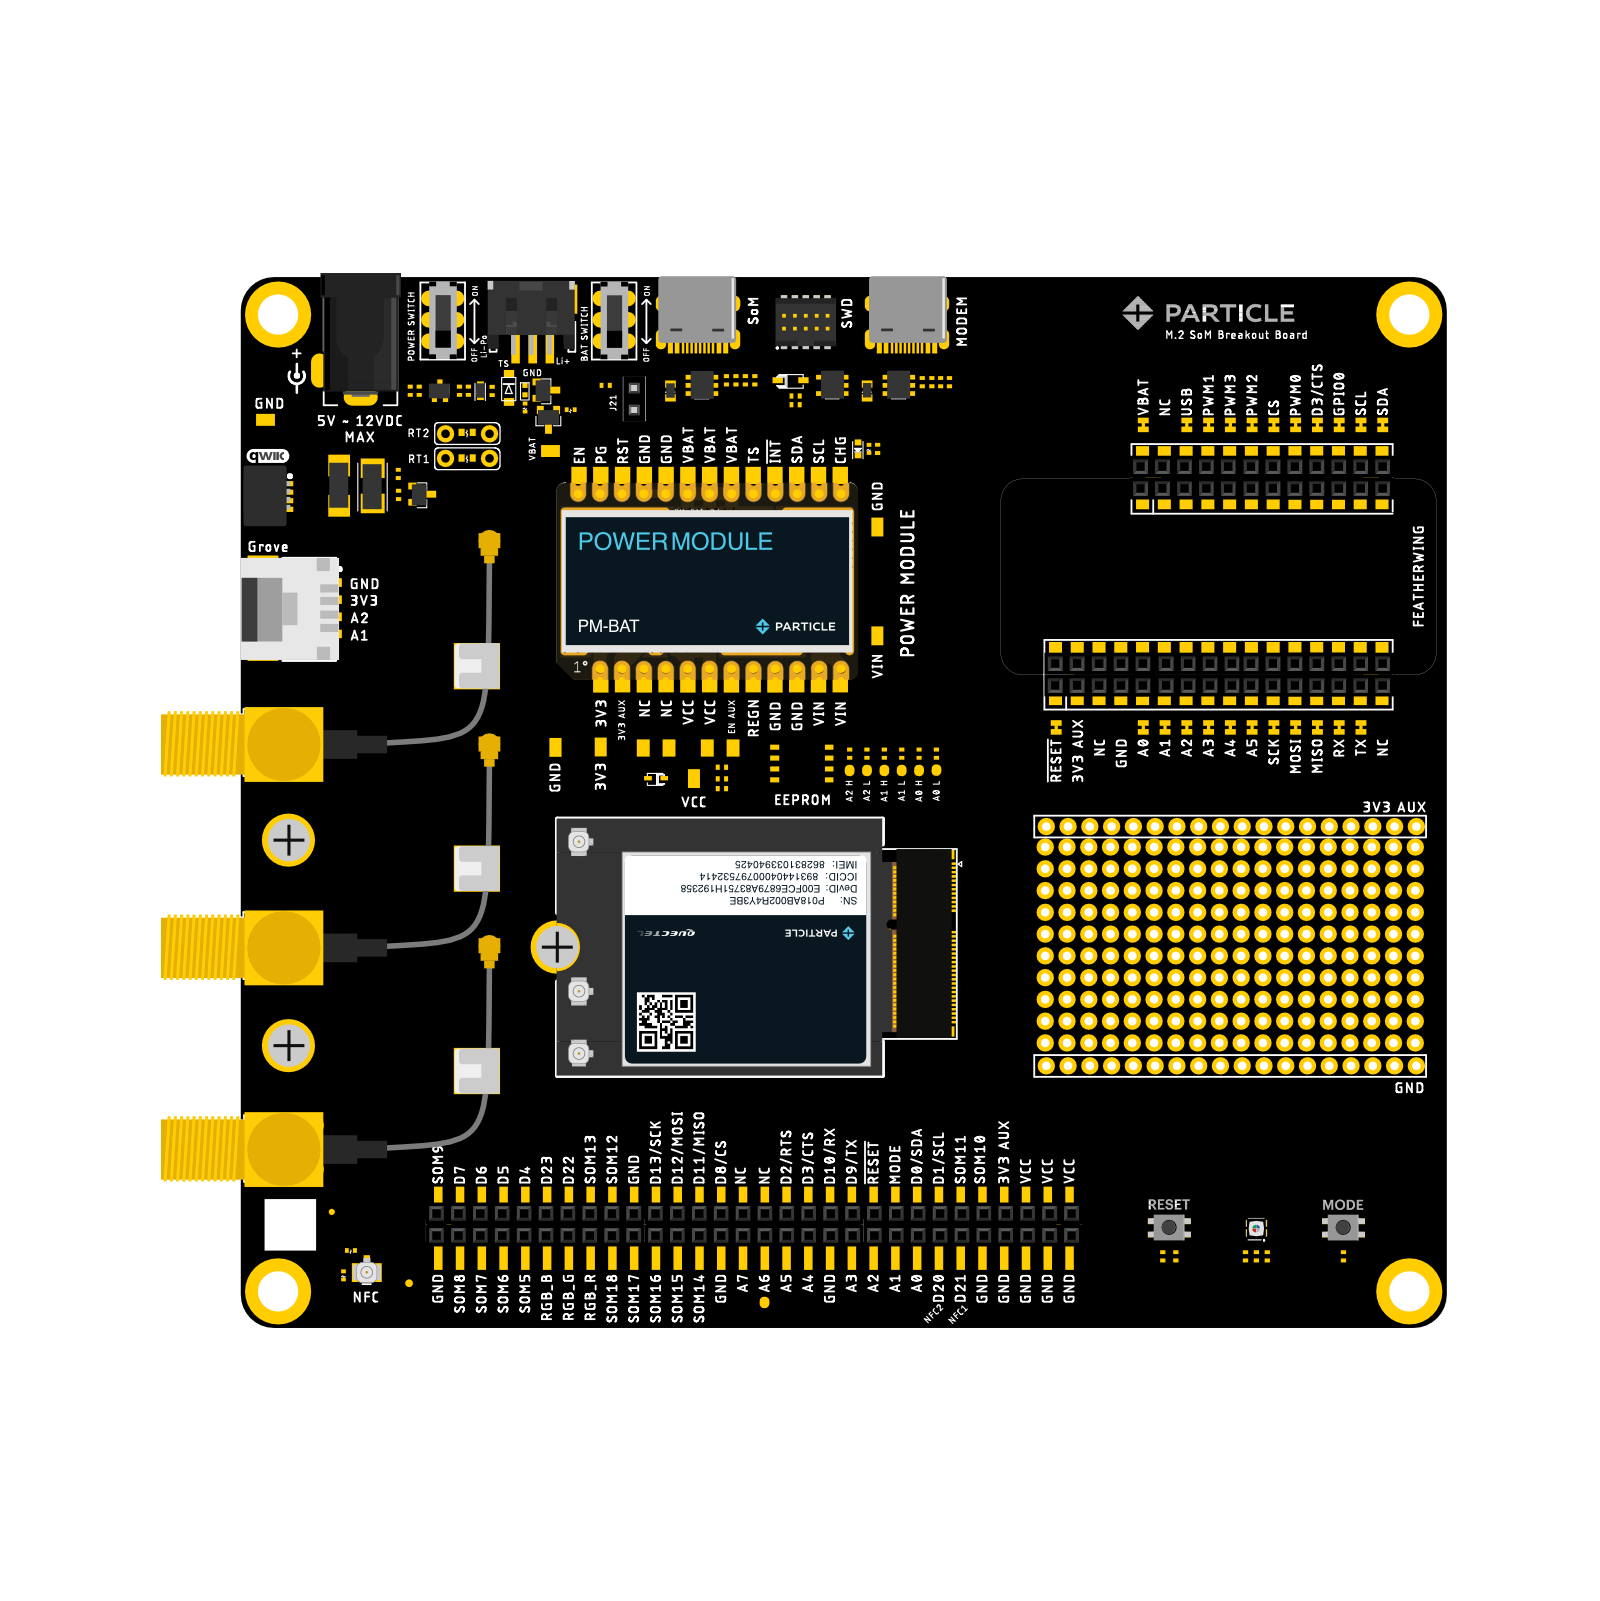 PARTICLE
M.2 SoM Breakout Board
POWER SWITCH
OFF
ON
Li-Po
TS
GND
Li+
BAT SWITCH
OFF
ON
SoM
SWD
MODEM
+
GND
5V ~ 12VDC
MAX
RT2
RT1
VBAT
J21
qwiic
Grove
GND
3V3
A2
A1
EN
PG
RST
GND
GND
VBAT
VBAT
VBAT
TS
INT
SDA
SCL
CHG
GND
POWER MODULE
PM-BAT
PARTICLE
POWER MODULE
VIN
1°
3V3
3V3 AUX
NC
NC
VCC
VCC
EN AUX
REGN
GND
GND
VIN
VIN
GND
3V3
VCC
EEPROM
A2 H
A2 L
A1 H
A1 L
A0 H
A0 L
VBAT
NC
USB
PWM1
PWM3
PWM2
CS
PWM0
D3/CTS
GPIO0
SCL
SDA
FEATHERWING
RESET
3V3 AUX
NC
GND
A0
A1
A2
A3
A4
A5
SCK
MOSI
MISO
RX
TX
NC
3V3 AUX
GND
SN: P018AB002R4Y3BE
DevID: E00FCE6879A83751H192358
ICCID: 89314404000797532414
IMEI: 862831033940425
PARTICLE
QUECTEL
SOM9
D7
D6
D5
D4
D23
D22
SOM13
SOM12
GND
D13/SCK
D12/MOSI
D11/MISO
D8/CS
NC
NC
D2/RTS
D3/CTS
D10/RX
D9/TX
RESET
MODE
D0/SDA
D1/SCL
SOM11
SOM10
3V3 AUX
VCC
VCC
VCC
GND
SOM8
SOM7
SOM6
SOM5
RGB_B
RGB_G
RGB_R
SOM18
SOM17
SOM16
SOM15
SOM14
GND
A7
A6
A5
A4
GND
A3
A2
A1
A0
D20
D21
GND
GND
GND
GND
GND
NFC2
NFC1
NFC
RESET
MODE